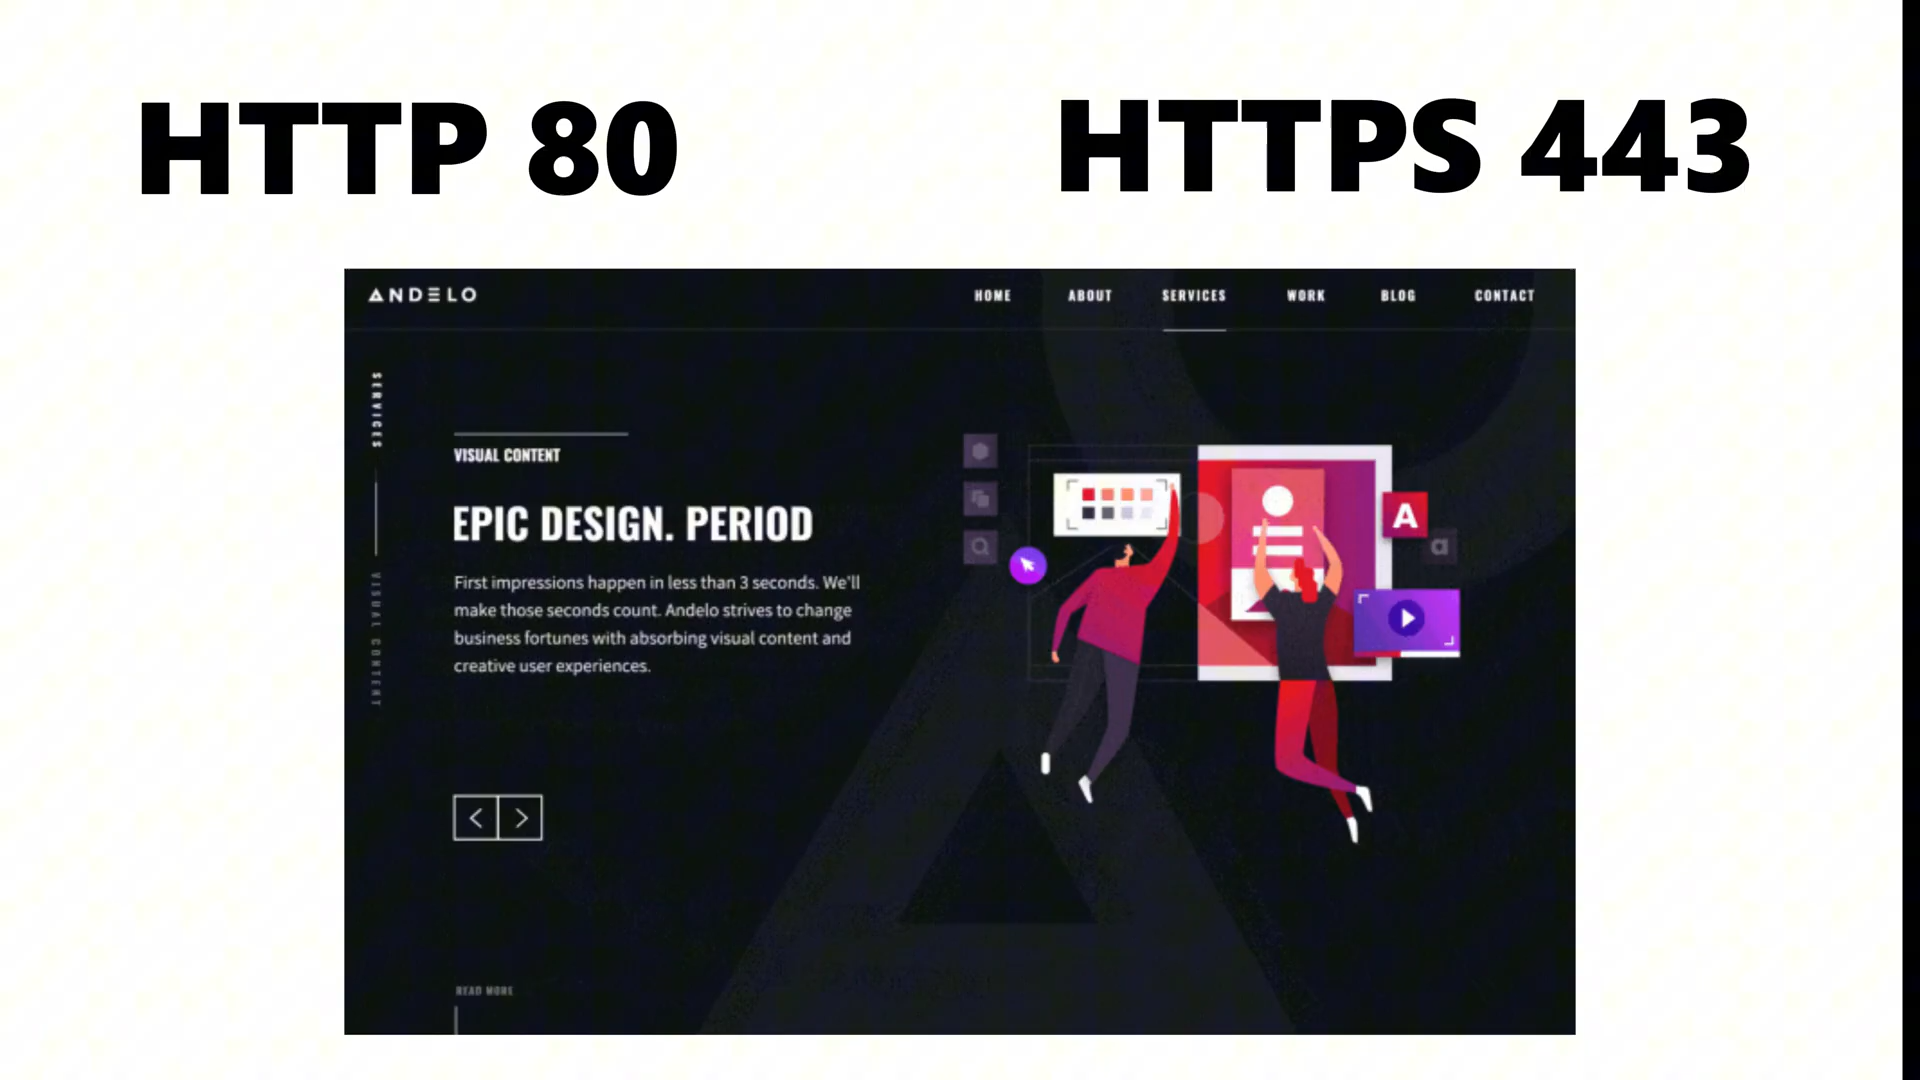 HTTP 80
HTTPS 443
ANDELO
HOME ABOUT SERVICES WORK BLOG CONTACT
SERVICES
VISUAL CONTENT
VISUAL CONTENT
EPIC DESIGN. PERIOD
First impressions happen in less than 3 seconds. We'll
make those seconds count. Andelo strives to change
business fortunes with absorbing visual content and
creative user experiences.
A
a
READ MORE